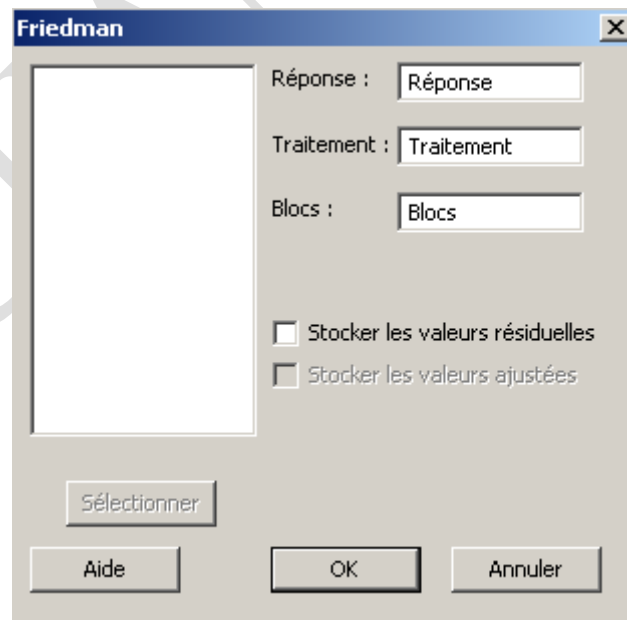 Friedman
Réponse : Réponse
Traitement : Traitement
Blocs : Blocs
Stocker les valeurs résiduelles
Stocker les valeurs ajustées
Sélectionner
Aide OK Annuler